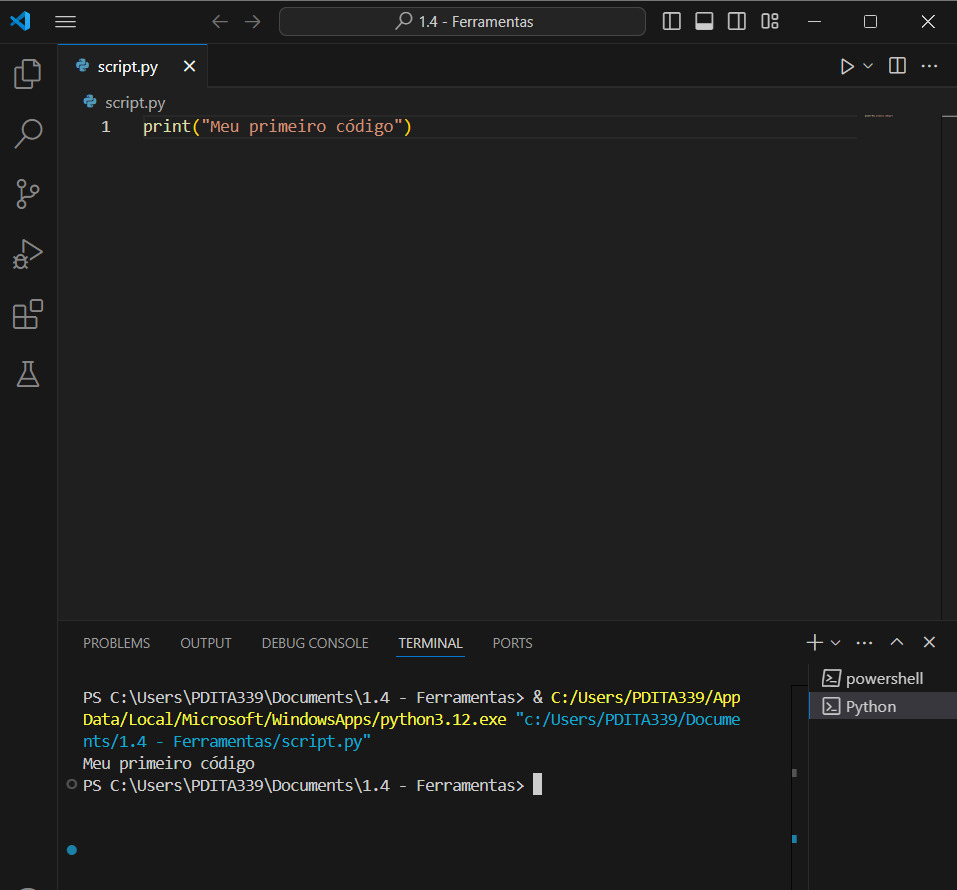 1.4 - Ferramentas
script.py
script.py
1 print("Meu primeiro código")
PROBLEMS OUTPUT DEBUG CONSOLE TERMINAL PORTS
powershell
Python
PS C:\Users\PDITA339\Documents\1.4 - Ferramentas> & C:/Users/PDITA339/App
Data/Local/Microsoft/WindowsApps/python3.12.exe "c:/Users/PDITA339/Docume
nts/1.4 - Ferramentas/script.py"
Meu primeiro código
PS C:\Users\PDITA339\Documents\1.4 - Ferramentas>